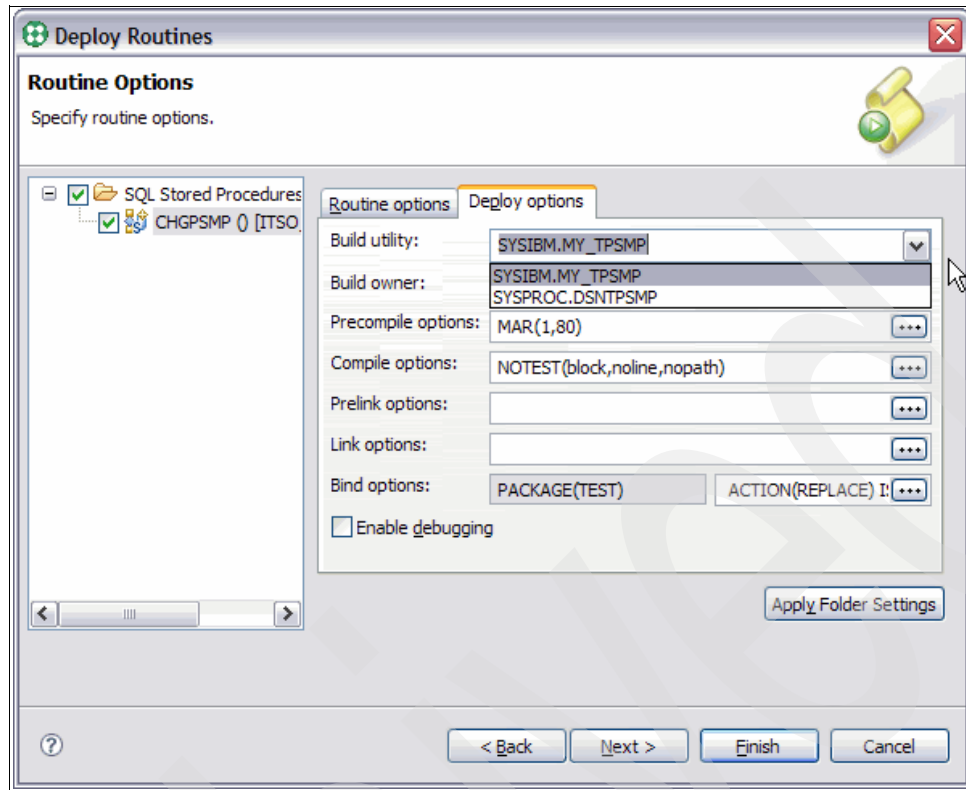 Deploy Routines
Routine Options
Specify routine options.
SQL Stored Procedures
CHGPSMP () [ITSO
Routine options
Deploy options
Build utility:
SYSIBM.MY_TPSMP
SYSIBM.MY_TPSMP
Build owner:
SYSPROC.DSNTPSMP
Precompile options:
MAR(1,80)
Compile options:
NOTEST(block,noline,nopath)
Prelink options:
Link options:
Bind options:
PACKAGE(TEST)
ACTION(REPLACE)
Enable debugging
Apply Folder Settings
< Back
Next >
Finish
Cancel